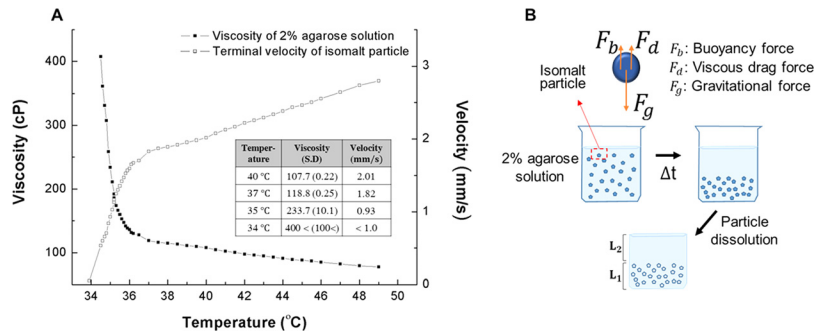 A
Viscosity of 2% agarose solution
Terminal velocity of isomalt particle
Viscosity (cP)
400
300
200
100
3
2
1
0
Velocity (mm/s)
Temper-
ature
Viscosity
(S.D)
Velocity
(mm/s)
40 °C 107.7 (0.22) 2.01
37 °C 118.8 (0.25) 1.82
35 °C 233.7 (10.1) 0.93
34 °C 400 < (100<) < 1.0
34 36 38 40 42 44 46 48 50
Temperature (°C)
B
Fb Fd
Fg
Fb: Buoyancy force
Fd: Viscous drag force
Fg: Gravitational force
Isomalt
particle
2% agarose
solution
Δt
Particle
dissolution
L2
L1